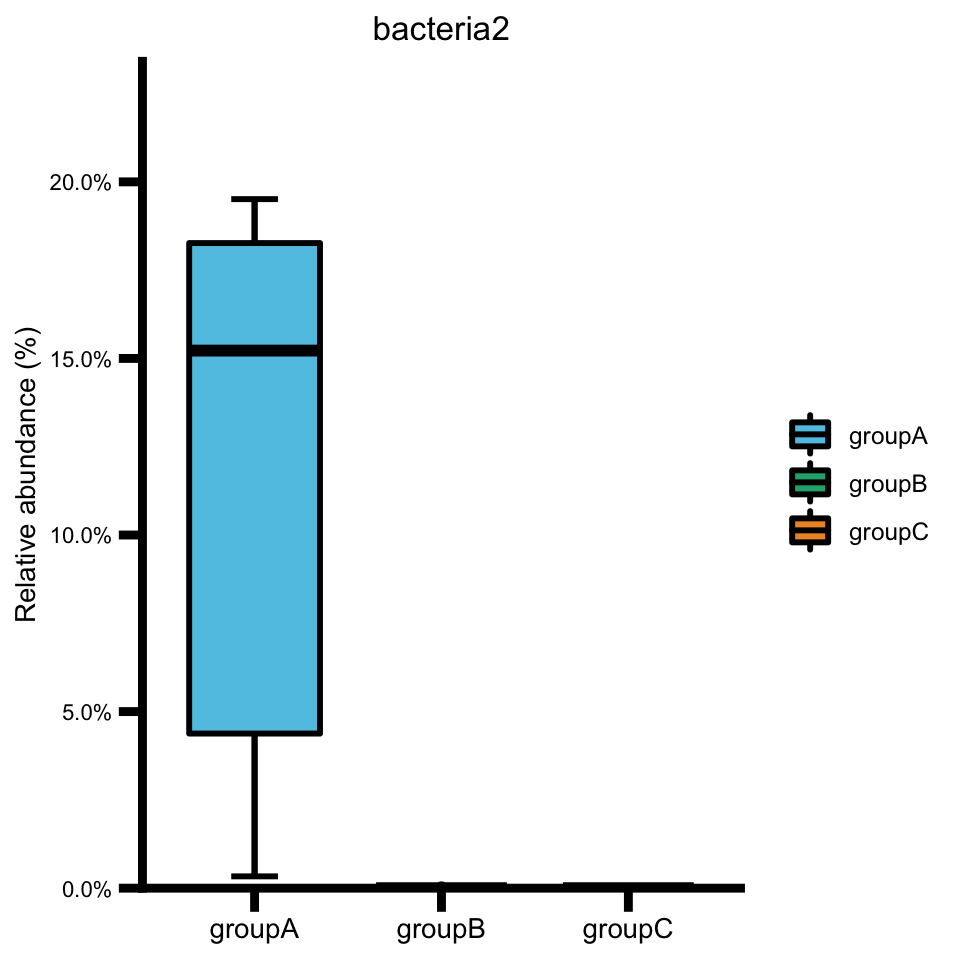 bacteria2
Relative abundance (%)
20.0%
15.0%
10.0%
5.0%
0.0%
groupA
groupB
groupC
groupA
groupB
groupC